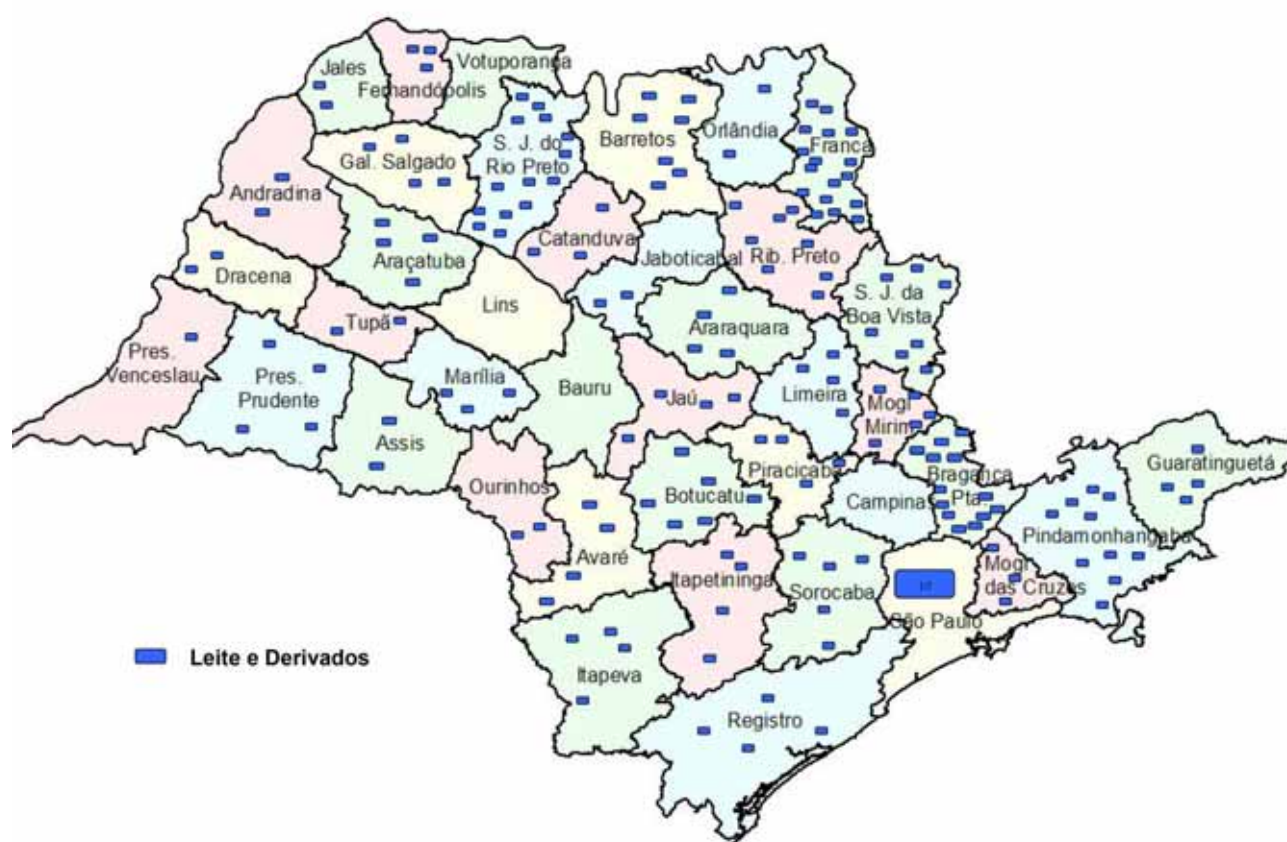 Votuporanga
Jales
Fernandópolis
S. J. do
Rio Preto
Barretos
Orlândia
Franca
Gal. Salgado
Andradina
Catanduva
Jaboticabal
Rib. Preto
Dracena
Araçatuba
S. J. da
Boa Vista
Lins
Tupã
Araraquara
Pres.
Venceslau
Pres.
Prudente
Marília
Bauru
Jaú
Limeira
Mogi
Mirim
Assis
Piracicaba
Bragança
Pta.
Guaratinguetá
Ourinhos
Botucatu
Campinas
Avaré
Pindamonhangaba
Itapetininga
Sorocaba
Mogi
das Cruzes
São Paulo
Leite e Derivados
Itapeva
Registro